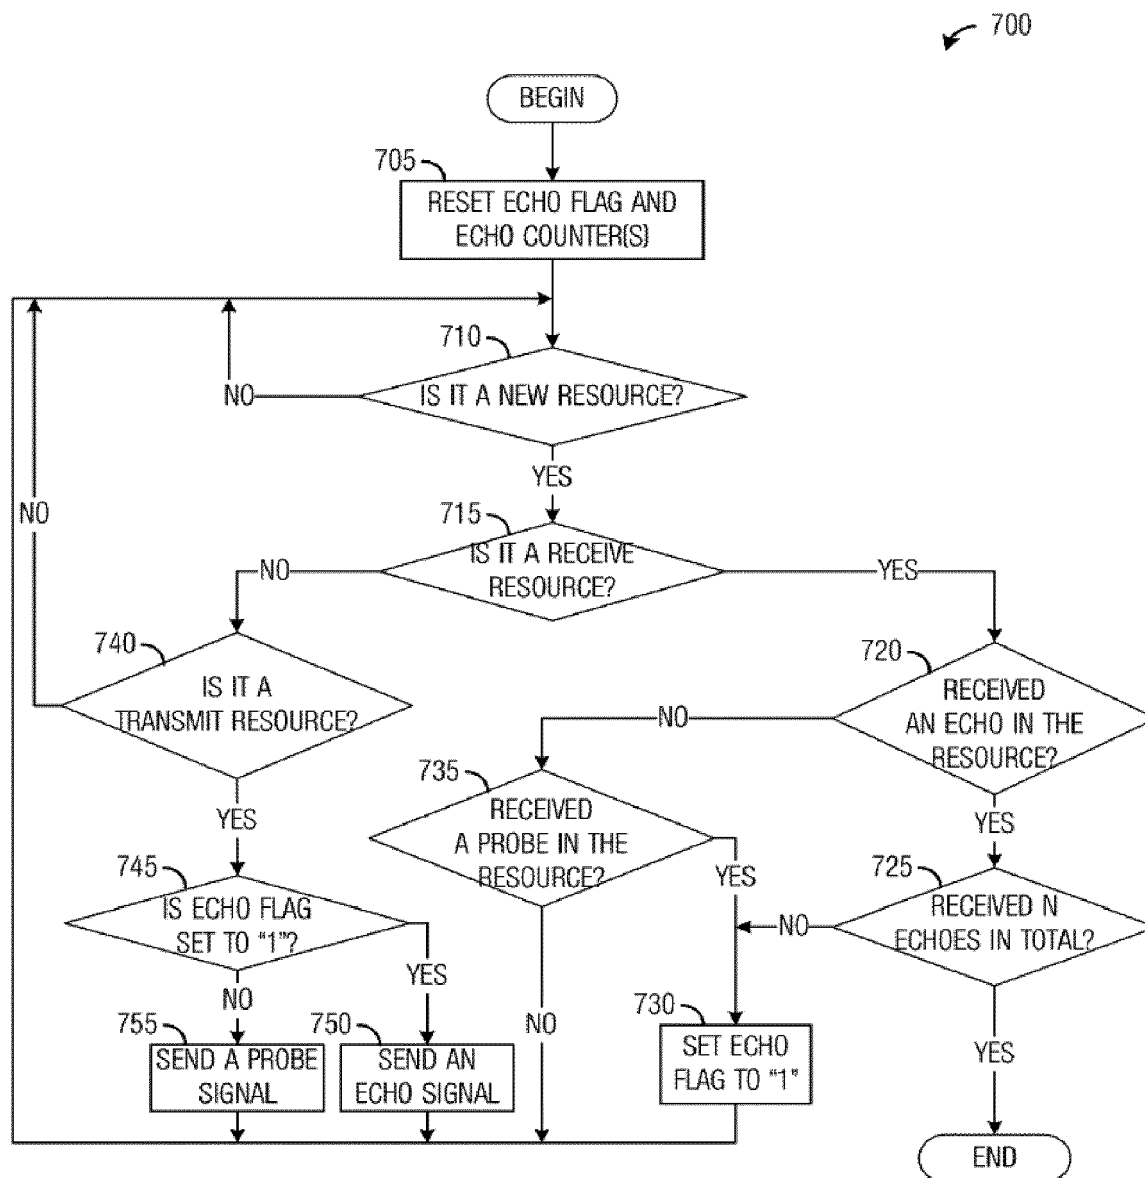 700
BEGIN
705
RESET ECHO FLAG AND
ECHO COUNTER(S)
710
IS IT A NEW RESOURCE?
NO
YES
NO
715
IS IT A RECEIVE
RESOURCE?
NO
YES
740
IS IT A
TRANSMIT RESOURCE?
720
RECEIVED
AN ECHO IN THE
RESOURCE?
NO
735
RECEIVED
A PROBE IN THE
RESOURCE?
YES
YES
YES
745
IS ECHO FLAG
SET TO “1”?
725
RECEIVED N
ECHOES IN TOTAL?
NO
YES
NO
755
SEND A PROBE
SIGNAL
750
SEND AN
ECHO SIGNAL
NO
730
SET ECHO
FLAG TO “1”
YES
END